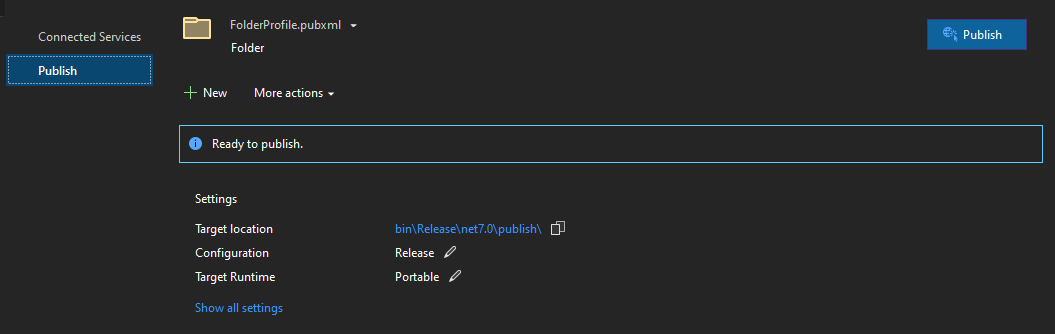 Connected Services
Publish
FolderProfile.pubxml
Folder
Publish
New
More actions
Ready to publish.
Settings
Target location bin\Release\net7.0\publish\
Configuration Release
Target Runtime Portable
Show all settings